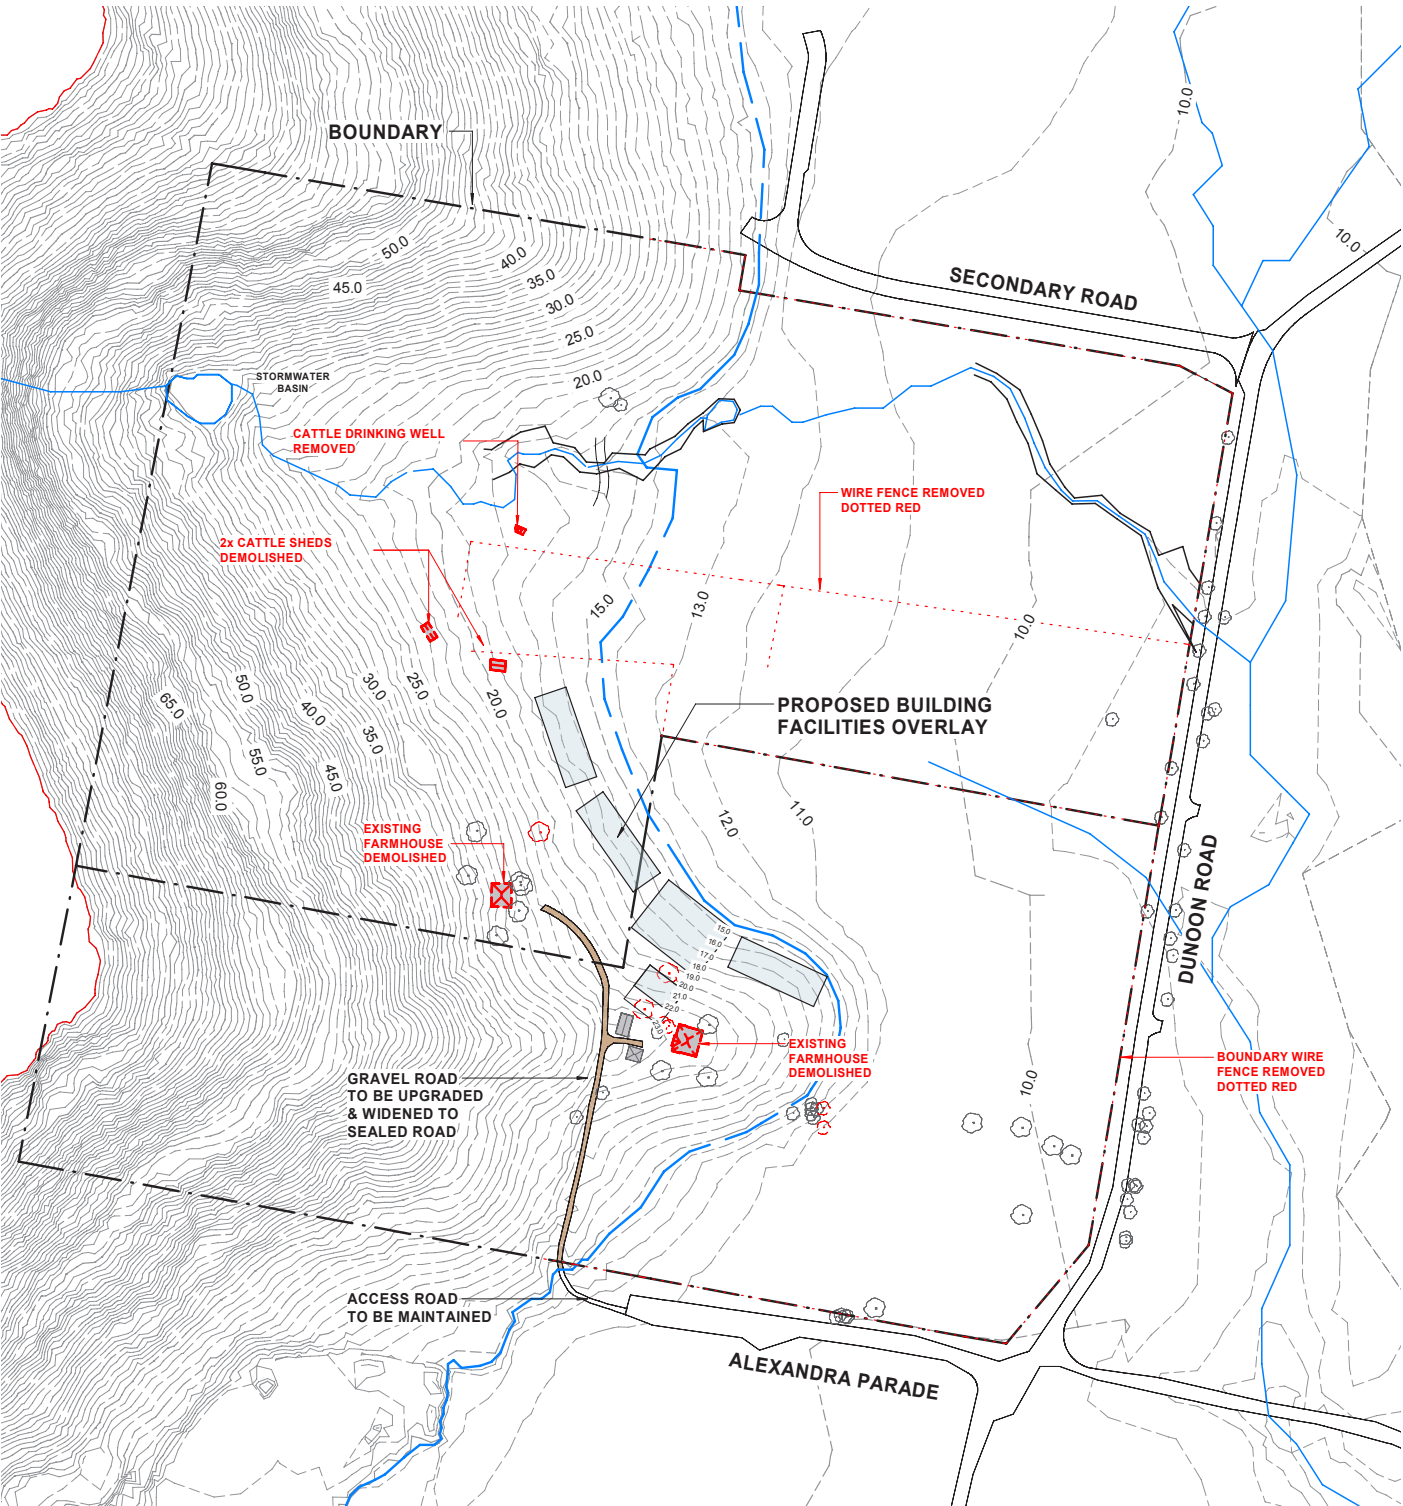 10.0
BOUNDARY
10.0
50.0
40.0
45.0
35.0
SECONDARY ROAD
30.0
25.0
20.0
STORMWATER
BASIN
CATTLE DRINKING WELL
REMOVED
WIRE FENCE REMOVED
DOTTED RED
2x CATTLE SHEDS
DEMOLISHED
15.0
13.0
10.0
65.0
50.0
40.0
30.0
25.0
20.0
35.0
55.0
45.0
60.0
PROPOSED BUILDING
FACILITIES OVERLAY
12.0
11.0
EXISTING
FARMHOUSE
DEMOLISHED
DUNOON ROAD
15.0
16.0
17.0
18.0
19.0
20.0
21.0
22.0
23.0
EXISTING
FARMHOUSE
DEMOLISHED
10.0
BOUNDARY WIRE
FENCE REMOVED
DOTTED RED
GRAVEL ROAD
TO BE UPGRADED
& WIDENED TO
SEALED ROAD
ACCESS ROAD
TO BE MAINTAINED
ALEXANDRA PARADE